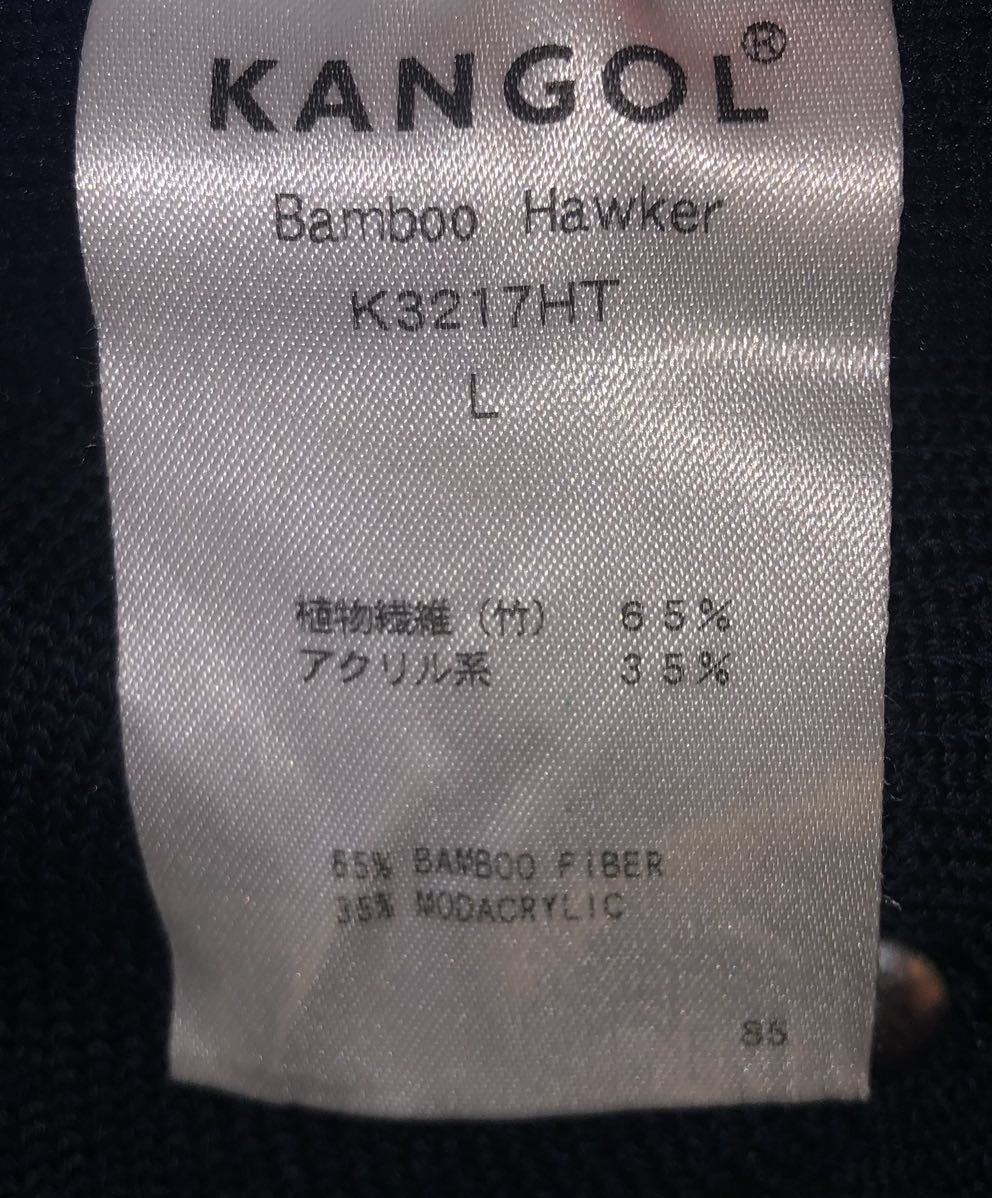 KANGOL®
Bamboo Hawker
K3217HT
L
植物繊維（竹） 65%
アクリル系 35%
65% BAMBOO FIBER
35% MODACRYLIC
85